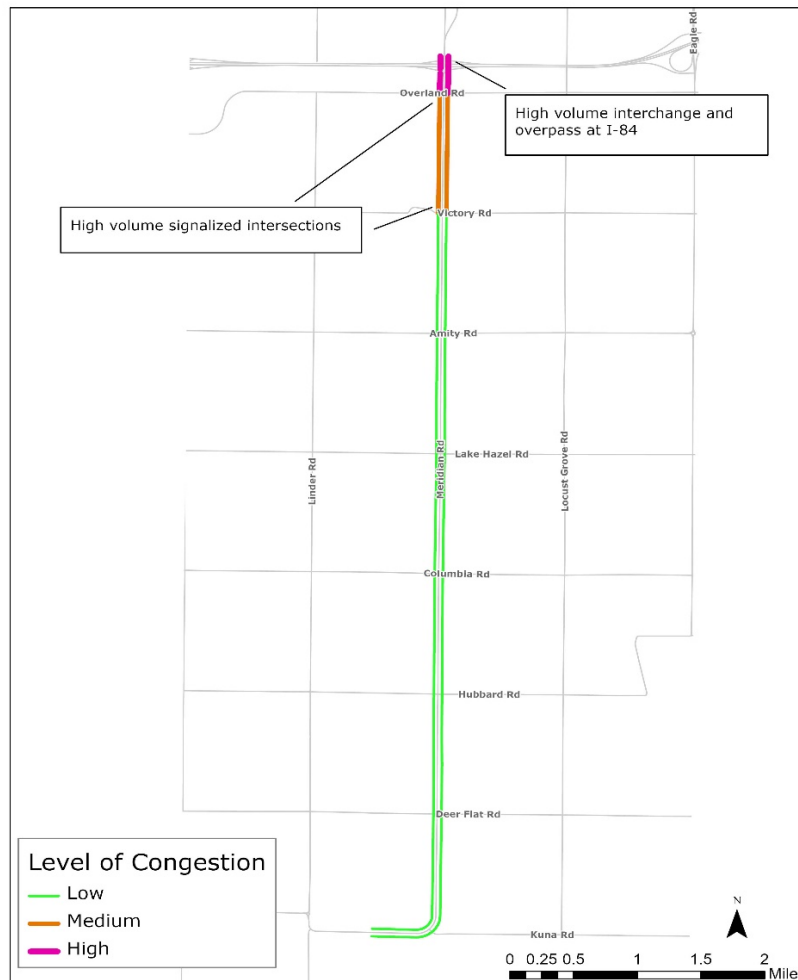 Eagle Rd
Overland Rd
High volume interchange and
overpass at I-84
High volume signalized intersections
Victory Rd
Amity Rd
Linder Rd
Meridian Rd
Lake Hazel Rd
Locust Grove Rd
Columbia Rd
Hubbard Rd
Deer Flat Rd
Level of Congestion
Low
Medium
High
Kuna Rd
N
0 0.25 0.5 1 1.5 2
Mile